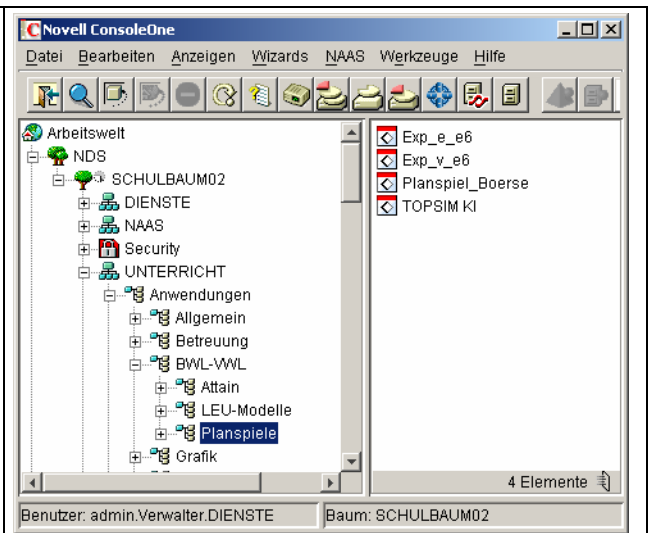 Novell ConsoleOne
Datei Bearbeiten Anzeigen Wizards NAAS Werkzeuge Hilfe
Arbeitswelt
NDS
SCHULBAUM02
DIENSTE
NAAS
Security
UNTERRICHT
Anwendungen
Allgemein
Betreuung
BWL-VWL
Attain
LEU-Modelle
Planspiele
Grafik
Exp_e_e6
Exp_v_e6
Planspiel_Boerse
TOPSIM KI
4 Elemente
Benutzer: admin.Verwalter.DIENSTE
Baum: SCHULBAUM02